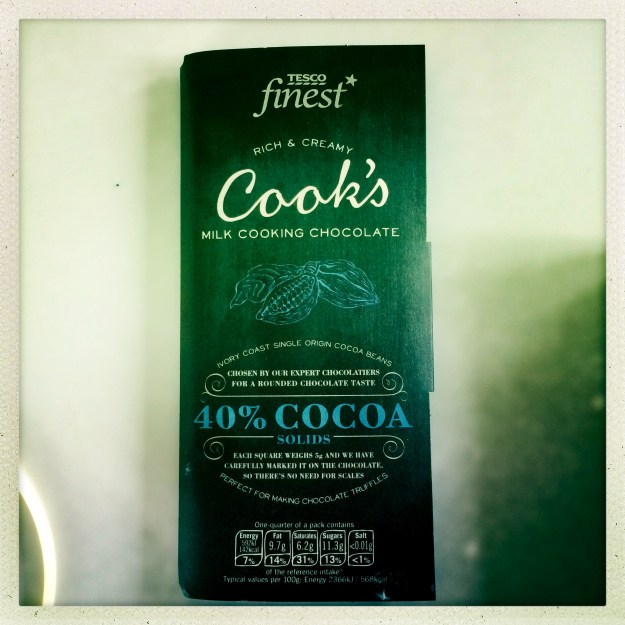 TESCO
finest*
RICH & CREAMY
Cook's
MILK COOKING CHOCOLATE
IVORY COAST SINGLE ORIGIN COCOA BEANS
CHOSEN BY OUR EXPERT CHOCOLATIERS
FOR A ROUNDED CHOCOLATE TASTE
40% COCOA
SOLIDS
EACH SQUARE WEIGHS 5g AND WE HAVE
CAREFULLY MARKED IT ON THE CHOCOLATE,
SO THERE'S NO NEED FOR SCALES
PERFECT FOR MAKING CHOCOLATE TRUFFLES
One-quarter of a pack contains
Energy Fat Saturates Sugars Salt
592kJ 9.7g 6.2g 11.3g <0.01g
142kcal
7% 14% 31% 13% <1%
of the reference intake*
Typical values per 100g: Energy 2366kJ / 568kcal